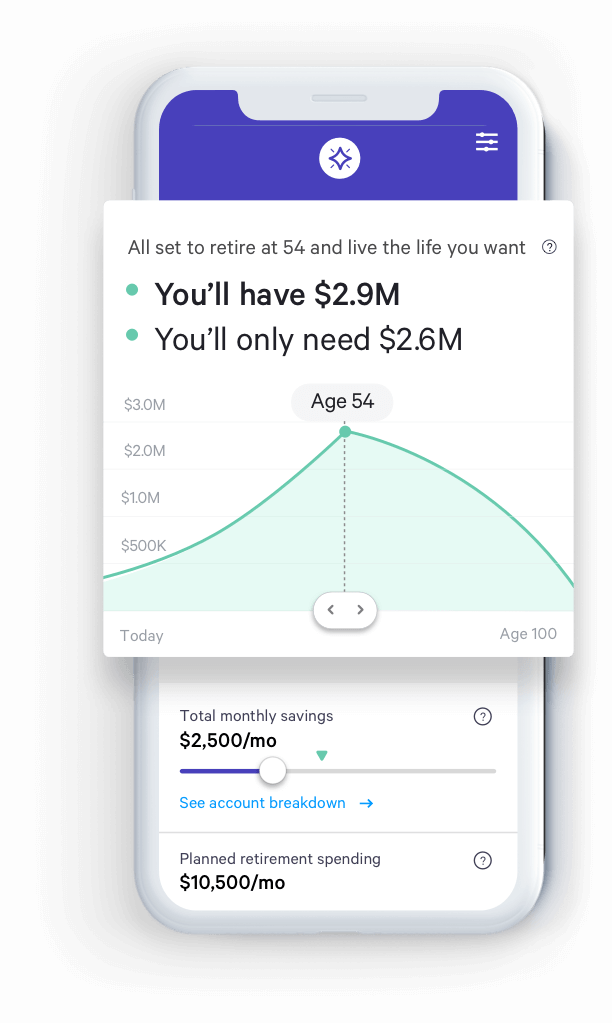 All set to retire at 54 and live the life you want
You’ll have $2.9M
You’ll only need $2.6M
Age 54
$3.0M
$2.0M
$1.0M
$500K
Today
Age 100
Total monthly savings
$2,500/mo
See account breakdown
Planned retirement spending
$10,500/mo